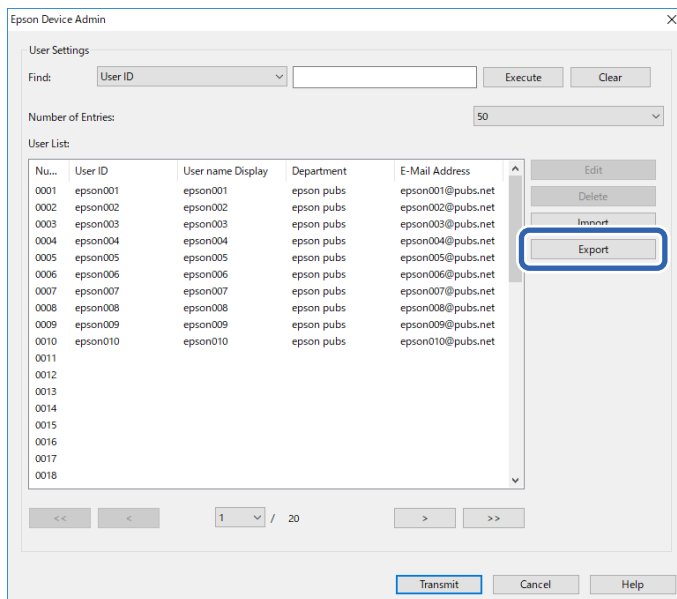 Epson Device Admin
User Settings
Find: User ID Execute Clear
Number of Entries: 50
User List:
Nu... User ID User name Display Department E-Mail Address Edit
0001 epson001 epson001 epson pubs epson001@pubs.net
0002 epson002 epson002 epson pubs epson002@pubs.net Delete
0003 epson003 epson003 epson pubs epson003@pubs.net Import
0004 epson004 epson004 epson pubs epson004@pubs.net
0005 epson005 epson005 epson pubs epson005@pubs.net Export
0006 epson006 epson006 epson pubs epson006@pubs.net
0007 epson007 epson007 epson pubs epson007@pubs.net
0008 epson008 epson008 epson pubs epson008@pubs.net
0009 epson009 epson009 epson pubs epson009@pubs.net
0010 epson010 epson010 epson pubs epson010@pubs.net
0011
0012
0013
0014
0015
0016
0017
0018
<< < 1 / 20 > >>
Transmit Cancel Help